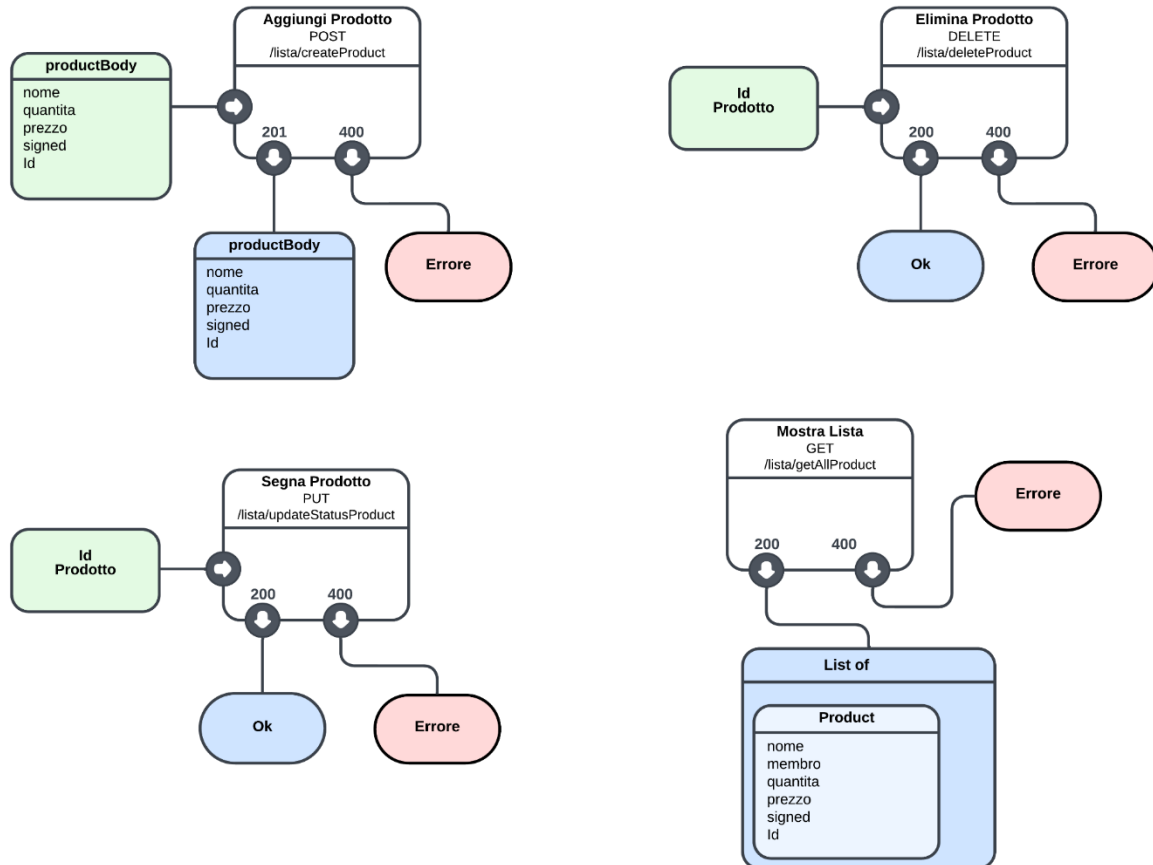 Aggiungi Prodotto
POST
/lista/createProduct
productBody
nome
quantita
prezzo
signed
Id
201
400
productBody
nome
quantita
prezzo
signed
Id
Errore
Elimina Prodotto
DELETE
/lista/deleteProduct
Id
Prodotto
200
400
Ok
Errore
Segna Prodotto
PUT
/lista/updateStatusProduct
Id
Prodotto
200
400
Ok
Errore
Mostra Lista
GET
/lista/getAllProduct
200
400
Errore
List of
Product
nome
membro
quantita
prezzo
signed
Id